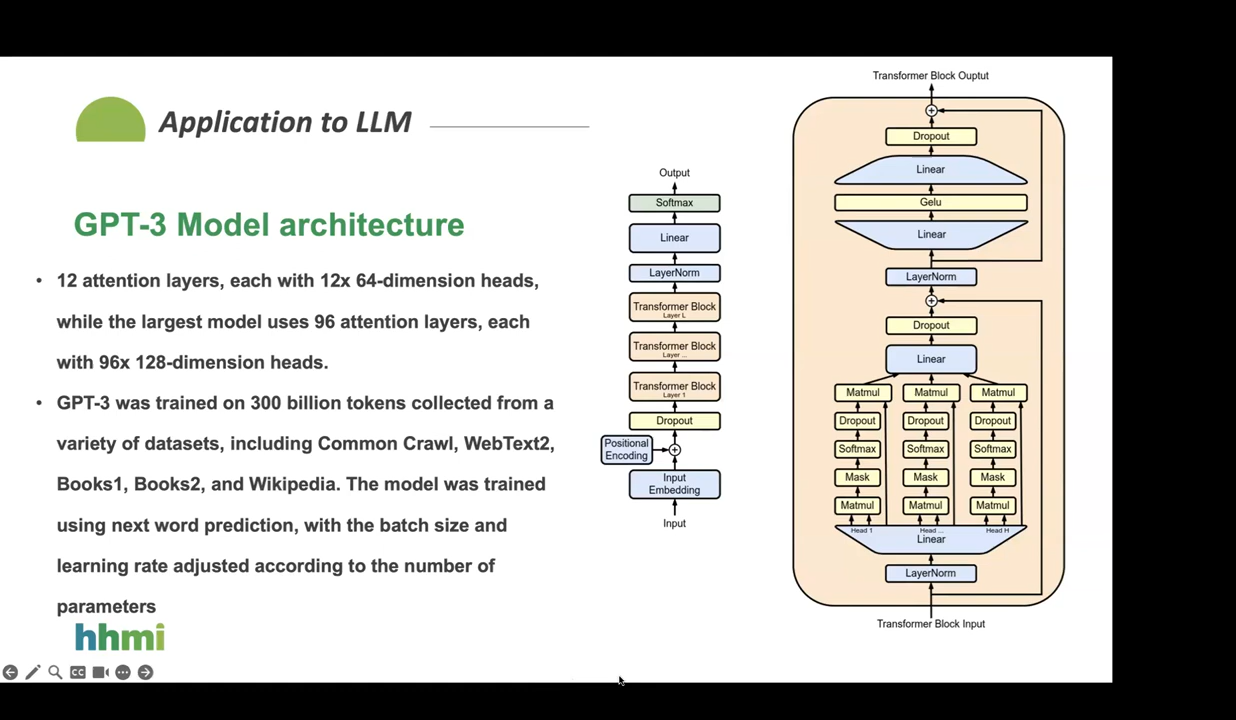 Application to LLM
GPT-3 Model architecture
• 12 attention layers, each with 12x 64-dimension heads,
while the largest model uses 96 attention layers, each
with 96x 128-dimension heads.
• GPT-3 was trained on 300 billion tokens collected from a
variety of datasets, including Common Crawl, WebText2,
Books1, Books2, and Wikipedia. The model was trained
using next word prediction, with the batch size and
learning rate adjusted according to the number of
parameters
hhmi
CC
Output
Softmax
Linear
LayerNorm
Transformer Block
Layer L
Transformer Block
Layer ...
Transformer Block
Layer 1
Dropout
Positional
Encoding
+
Input
Embedding
Input
Transformer Block Ouptut
+
Dropout
Linear
Gelu
Linear
LayerNorm
+
Dropout
Linear
Matmul Matmul Matmul
Dropout Dropout Dropout
Softmax Softmax Softmax
Mask Mask Mask
Matmul Matmul Matmul
Head 1 Head ... Head H
Linear
LayerNorm
Transformer Block Input